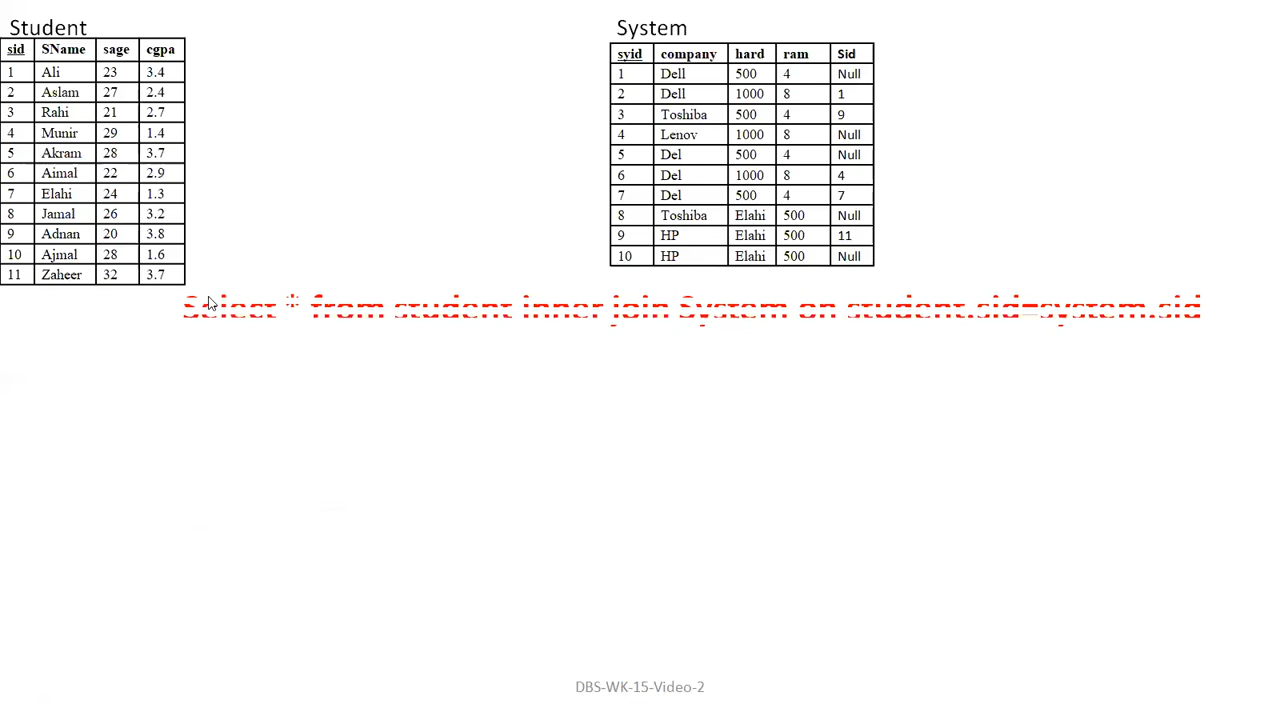 Student
sid SName sage cgpa
1 Ali 23 3.4
2 Aslam 27 2.4
3 Rahi 21 2.7
4 Munir 29 1.4
5 Akram 28 3.7
6 Aimal 22 2.9
7 Elahi 24 1.3
8 Jamal 26 3.2
9 Adnan 20 3.8
10 Ajmal 28 1.6
11 Zaheer 32 3.7
System
syid company hard ram Sid
1 Dell 500 4 Null
2 Dell 1000 8 1
3 Toshiba 500 4 9
4 Lenov 1000 8 Null
5 Del 500 4 Null
6 Del 1000 8 4
7 Del 500 4 7
8 Toshiba Elahi 500 Null
9 HP Elahi 500 11
10 HP Elahi 500 Null
Select * from student inner join System on student.sid=system.sid
DBS-WK-15-Video-2